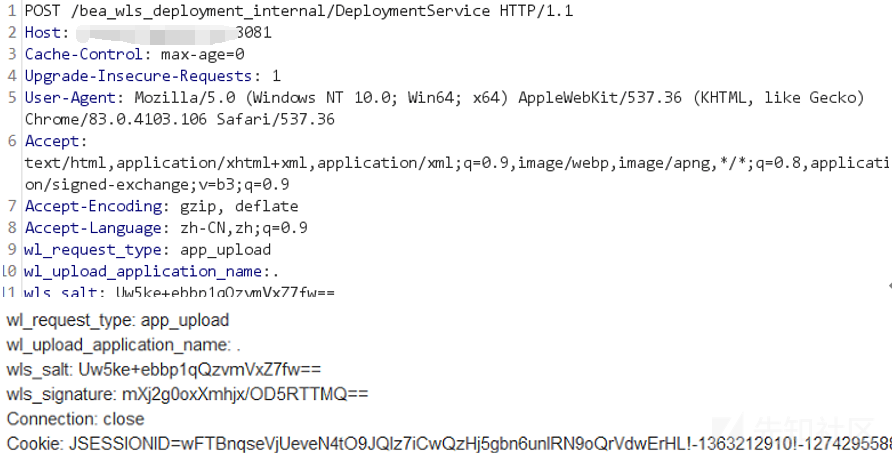 1 POST /bea_wls_deployment_internal/DeploymentService HTTP/1.1
2 Host: 3081
3 Cache-Control: max-age=0
4 Upgrade-Insecure-Requests: 1
5 User-Agent: Mozilla/5.0 (Windows NT 10.0; Win64; x64) AppleWebKit/537.36 (KHTML, like Gecko)
Chrome/83.0.4103.106 Safari/537.36
6 Accept:
text/html,application/xhtml+xml,application/xml;q=0.9,image/webp,image/apng,*/*;q=0.8,applicati
on/signed-exchange;v=b3;q=0.9
7 Accept-Encoding: gzip, deflate
8 Accept-Language: zh-CN,zh;q=0.9
9 wl_request_type: app_upload
10 wl_upload_application_name:.
11 wls_salt: Uw5ke+ebbp1qQzvmVxZ7fw==
wl_request_type: app_upload
wl_upload_application_name: .
wls_salt: Uw5ke+ebbp1qQzvmVxZ7fw==
wls_signature: mXj2g0oxXmhjx/OD5RTTMQ==
Connection: close
Cookie: JSESSIONID=wFTBnqseVjUeveN4tO9JQlz7iCwQzHj5gbn6unlRN9oQrVdwErHL!-1363212910!-1274295588
先知社区